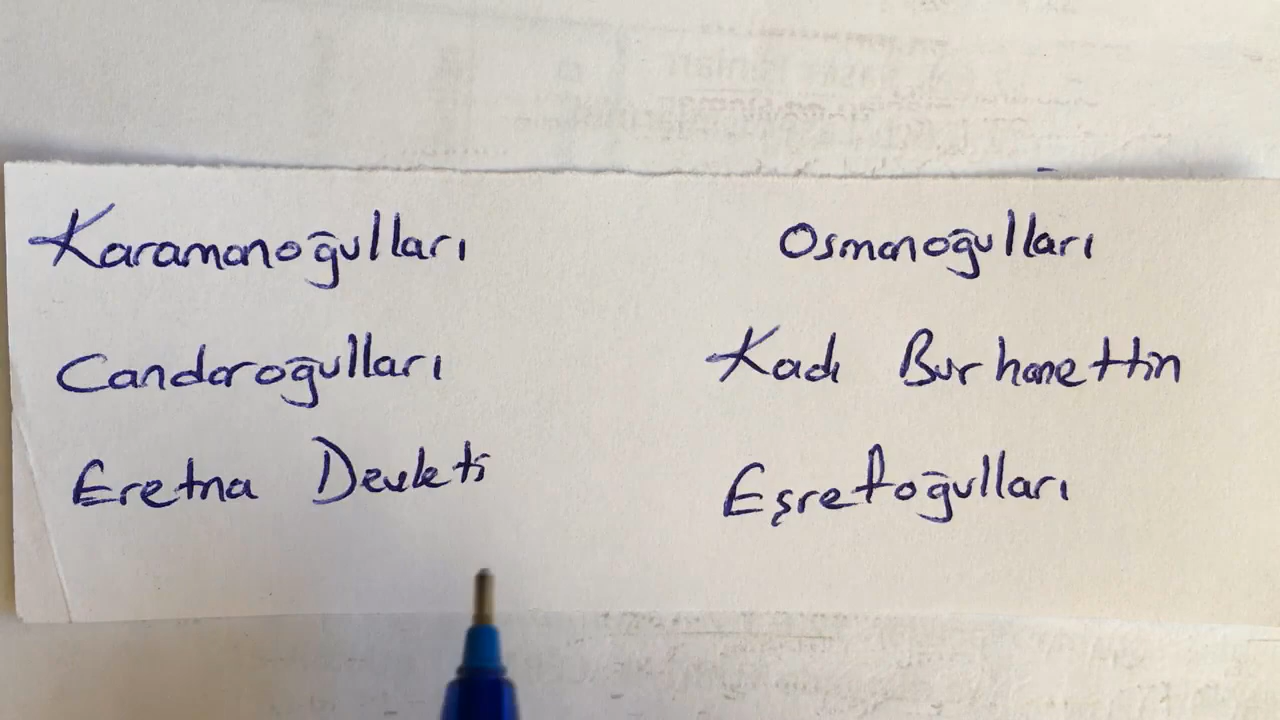 Karamanoğulları Osmanoğulları
Candaroğulları Kadı Burhanettin
Eretna Devleti Eşrefoğulları